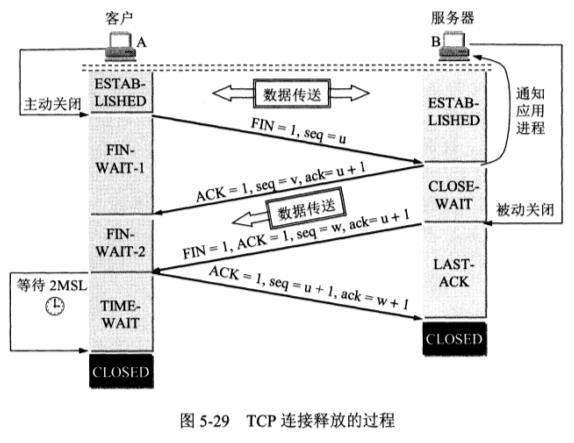 客户
服务器
A
B
ESTAB-
LISHED
数据传送
ESTAB-
LISHED
通知
应用
进程
主动关闭
FIN = 1, seq = u
FIN-
WAIT-1
ACK = 1, seq = v, ack= u + 1
CLOSE-
WAIT
数据传送
被动关闭
FIN = 1, ACK = 1, seq = w, ack= u + 1
FIN-
WAIT-2
ACK = 1, seq = u + 1, ack = w + 1
LAST-
ACK
等待 2MSL
TIME-
WAIT
CLOSED
CLOSED
图 5-29 TCP 连接释放的过程